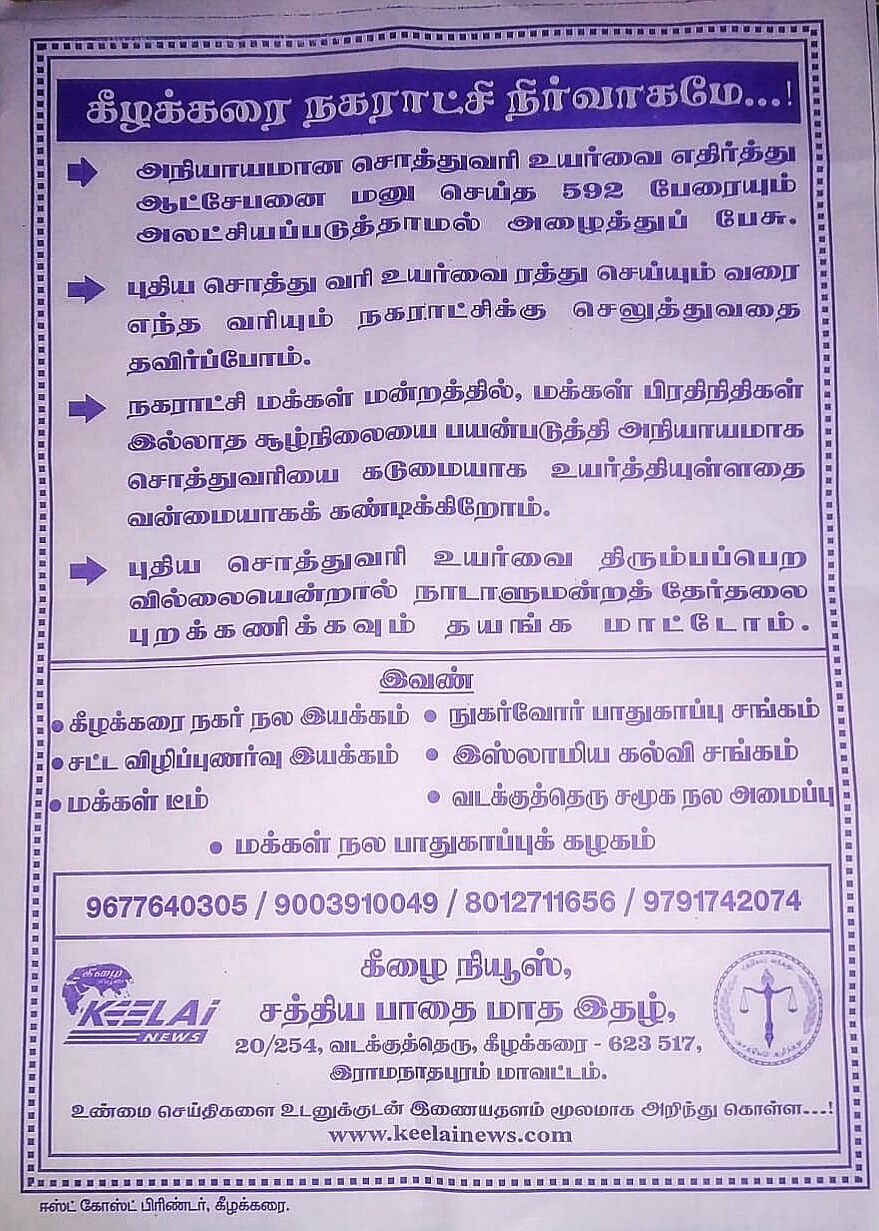 கீழக்கரை நகராட்சி நிர்வாகமே...!
அநியாயமான சொத்துவரி உயர்வை எதிர்த்து
ஆட்சேபனை மனு செய்த 592 பேரையும்
அலட்சியப்படுத்தாமல் அழைத்துப் பேசு.
புதிய சொத்து வரி உயர்வை ரத்து செய்யும் வரை
எந்த வரியும் நகராட்சிக்கு செலுத்துவதை
தவிர்ப்போம்.
நகராட்சி மக்கள் மன்றத்தில், மக்கள் பிரதிநிதிகள்
இல்லாத சூழ்நிலையை பயன்படுத்தி அநியாயமாக
சொத்துவரியை கடுமையாக உயர்த்தியுள்ளதை
வன்மையாகக் கண்டிக்கிறோம்.
புதிய சொத்துவரி உயர்வை திரும்பப்பெற
வில்லையென்றால் நாடாளுமன்றத் தேர்தலை
புறக்கணிக்கவும் தயங்க மாட்டோம்.
இவண்
• கீழக்கரை நகர் நல இயக்கம் • நுகர்வோர் பாதுகாப்பு சங்கம்
• சட்ட விழிப்புணர்வு இயக்கம் • இஸ்லாமிய கல்வி சங்கம்
• மக்கள் டீம் • வடக்குத்தெரு சமூக நல அமைப்பு
• மக்கள் நல பாதுகாப்புக் கழகம்
9677640305 / 9003910049 / 8012711656 / 9791742074
கீழை நியூஸ்,
சத்திய பாதை மாத இதழ்,
20/254, வடக்குத்தெரு, கீழக்கரை - 623 517,
இராமநாதபுரம் மாவட்டம்.
கீழை
KEELAI
NEWS
உண்மை செய்திகளை உடனுக்குடன் இணையதளம் மூலமாக அறிந்து கொள்ள...!
www.keelainews.com
ஈஸ்ட் கோஸ்ட் பிரிண்டர், கீழக்கரை.